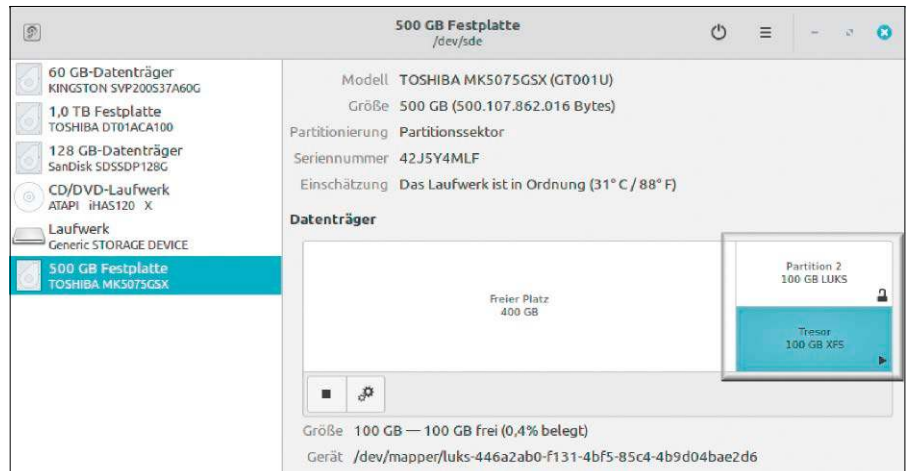 500 GB Festplatte
/dev/sde
60 GB-Datenträger
KINGSTON SVP200S37A60G
1,0 TB Festplatte
TOSHIBA DT01ACA100
128 GB-Datenträger
SanDisk SDSSDP128G
CD/DVD-Laufwerk
ATAPI iHAS120 X
Laufwerk
Generic STORAGE DEVICE
500 GB Festplatte
TOSHIBA MK5075GSX
Modell TOSHIBA MK5075GSX (GT001U)
Größe 500 GB (500.107.862.016 Bytes)
Partitionierung Partitionssektor
Seriennummer 42J5Y4MLF
Einschätzung Das Laufwerk ist in Ordnung (31° C / 88° F)
Datenträger
Freier Platz
400 GB
Partition 2
100 GB LUKS
Tresor
100 GB XFS
Größe 100 GB — 100 GB frei (0,4% belegt)
Gerät /dev/mapper/luks-446a2ab0-f131-4bf5-85c4-4b9d04bae2d6